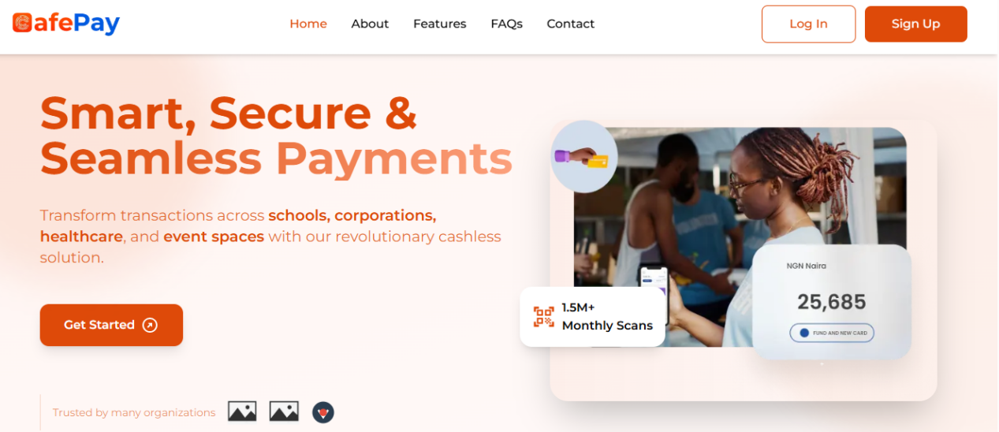 CafePay
Home About Features FAQs Contact
Log In
Sign Up
Smart, Secure &
Seamless Payments
Transform transactions across schools, corporations,
healthcare, and event spaces with our revolutionary cashless
solution.
Get Started
NGN Naira
25,685
FUND AND NEW CARD
1.5M+
Monthly Scans
Trusted by many organizations